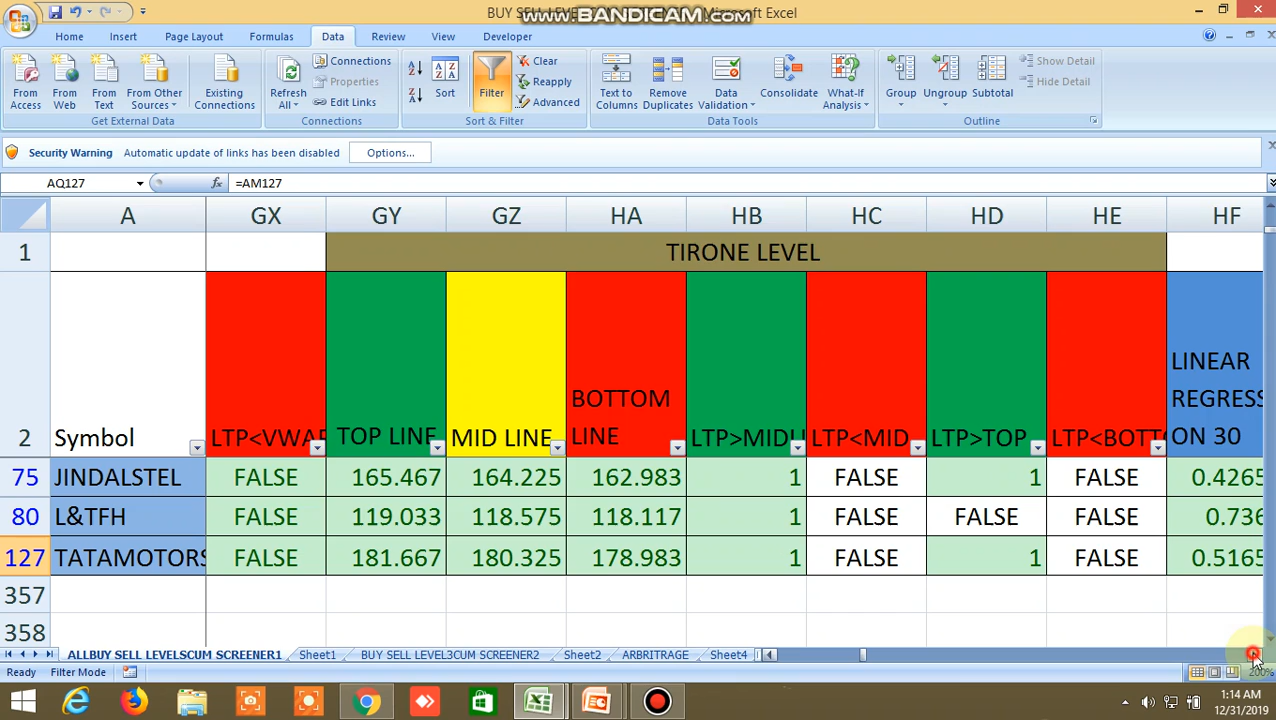 BUY SELL LEVEL
www.BANDICAM.com
Microsoft Excel
Home Insert Page Layout Formulas Data Review View Developer
From Access
From Web
From Text
From Other Sources
Existing Connections
Get External Data
Refresh All
Connections
Properties
Edit Links
Connections
Sort
Filter
Clear
Reapply
Advanced
Sort & Filter
Text to Columns
Remove Duplicates
Data Validation
Consolidate
What-If Analysis
Data Tools
Group
Ungroup
Subtotal
Show Detail
Hide Detail
Outline
Security Warning Automatic update of links has been disabled Options...
AQ127 fx =AM127
A GX GY GZ HA HB HC HD HE HF
1 TIRONE LEVEL
2 Symbol LTP<VWAP TOP LINE MID LINE BOTTOM LINE LTP>MIDL LTP<MID LTP>TOP LTP<BOTTO LINEAR REGRESS ON 30
75 JINDALSTEL FALSE 165.467 164.225 162.983 1 FALSE 1 FALSE 0.4265
80 L&TFH FALSE 119.033 118.575 118.117 1 FALSE FALSE FALSE 0.736
127 TATAMOTORS FALSE 181.667 180.325 178.983 1 FALSE 1 FALSE 0.5165
357
358
ALLBUY SELL LEVELSCUM SCREENER1 Sheet1 BUY SELL LEVEL3CUM SCREENER2 Sheet2 ARBRITRAGE Sheet4
Ready Filter Mode 200%
1:14 AM
12/31/2019